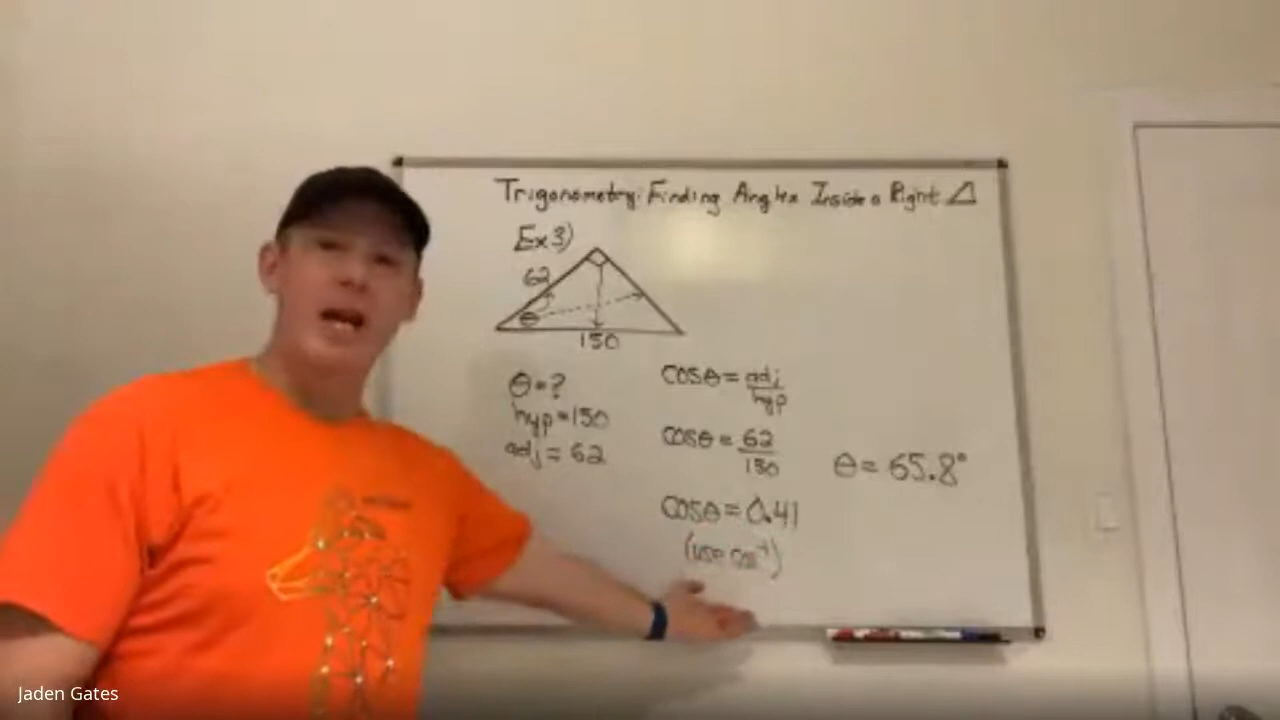 Trigonometry: Finding Angles Inside a Right △
Ex 3)
62
θ
150
θ=?
hyp=150
adj=62
cosθ=adj/hyp
cosθ=62/150
cosθ=0.41
(use cos⁻¹)
θ=65.8°
Jaden Gates